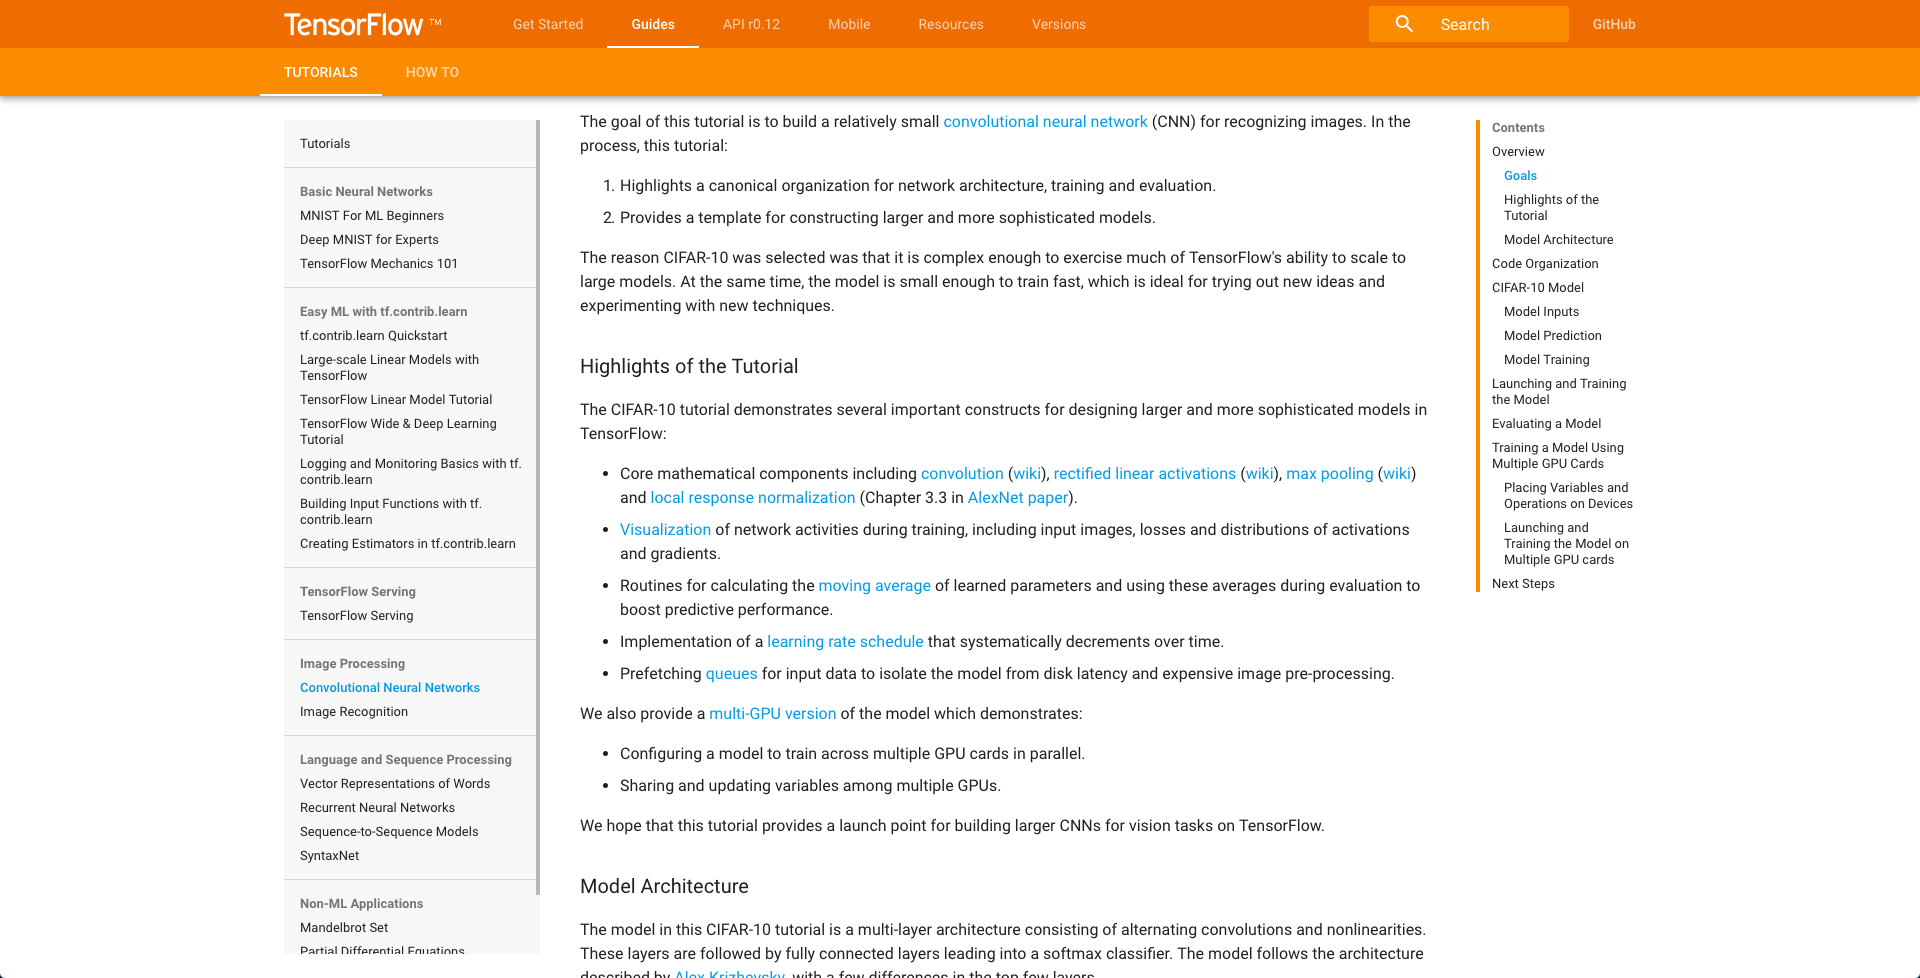 TensorFlow ™
Get Started
Guides
API r0.12
Mobile
Resources
Versions
Search
GitHub
TUTORIALS
HOW TO
Tutorials
Basic Neural Networks
MNIST For ML Beginners
Deep MNIST for Experts
TensorFlow Mechanics 101
Easy ML with tf.contrib.learn
tf.contrib.learn Quickstart
Large-scale Linear Models with
TensorFlow
TensorFlow Linear Model Tutorial
TensorFlow Wide & Deep Learning
Tutorial
Logging and Monitoring Basics with tf.
contrib.learn
Building Input Functions with tf.
contrib.learn
Creating Estimators in tf.contrib.learn
TensorFlow Serving
TensorFlow Serving
Image Processing
Convolutional Neural Networks
Image Recognition
Language and Sequence Processing
Vector Representations of Words
Recurrent Neural Networks
Sequence-to-Sequence Models
SyntaxNet
Non-ML Applications
Mandelbrot Set
Partial Differential Equations
The goal of this tutorial is to build a relatively small convolutional neural network (CNN) for recognizing images. In the
process, this tutorial:
1. Highlights a canonical organization for network architecture, training and evaluation.
2. Provides a template for constructing larger and more sophisticated models.
The reason CIFAR-10 was selected was that it is complex enough to exercise much of TensorFlow's ability to scale to
large models. At the same time, the model is small enough to train fast, which is ideal for trying out new ideas and
experimenting with new techniques.
Highlights of the Tutorial
The CIFAR-10 tutorial demonstrates several important constructs for designing larger and more sophisticated models in
TensorFlow:
• Core mathematical components including convolution (wiki), rectified linear activations (wiki), max pooling (wiki)
and local response normalization (Chapter 3.3 in AlexNet paper).
• Visualization of network activities during training, including input images, losses and distributions of activations
and gradients.
• Routines for calculating the moving average of learned parameters and using these averages during evaluation to
boost predictive performance.
• Implementation of a learning rate schedule that systematically decrements over time.
• Prefetching queues for input data to isolate the model from disk latency and expensive image pre-processing.
We also provide a multi-GPU version of the model which demonstrates:
• Configuring a model to train across multiple GPU cards in parallel.
• Sharing and updating variables among multiple GPUs.
We hope that this tutorial provides a launch point for building larger CNNs for vision tasks on TensorFlow.
Model Architecture
The model in this CIFAR-10 tutorial is a multi-layer architecture consisting of alternating convolutions and nonlinearities.
These layers are followed by fully connected layers leading into a softmax classifier. The model follows the architecture
described by Alex Krizhevsky, with a few differences in the top few layers.
Contents
Overview
Goals
Highlights of the
Tutorial
Model Architecture
Code Organization
CIFAR-10 Model
Model Inputs
Model Prediction
Model Training
Launching and Training
the Model
Evaluating a Model
Training a Model Using
Multiple GPU Cards
Placing Variables and
Operations on Devices
Launching and
Training the Model on
Multiple GPU cards
Next Steps